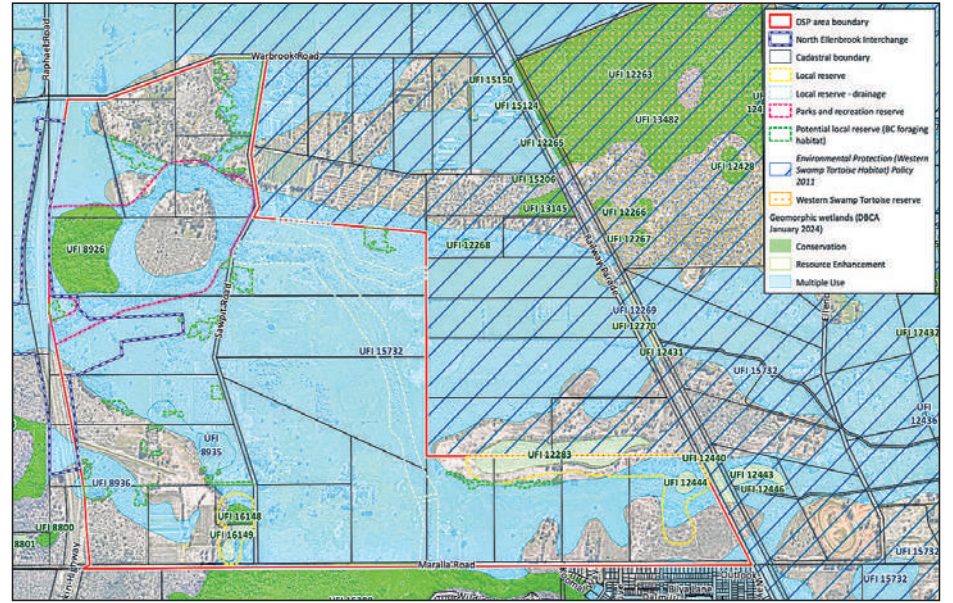 Raphael Road
Warbrook Road
UFI 15150
UFI 15124
UFI 12265
UFI 15206
UFI 13145
UFI 12263
UFI 13482
UFI 12428
UFI 12266
UFI 12267
UFI 12268
Railway Parade
UFI 8926
Sawpit Road
UFI 12269
UFI 12270
UFI 12431
UFI 12432
UFI 15732
UFI 15732
UFI
12436
UFI
8935
UFI 8936
UFI 12283
UFI 12440
UFI 12443
UFI 12444
UFI 12446
UFI 16148
UFI 16149
UFI 8800
8801
UFI 15732
UFI 15732
Maralla Road
Outlook
Bilya Lane
DSP area boundary
North Ellenbrook Interchange
Cadastral boundary
Local reserve
Local reserve - drainage
Parks and recreation reserve
Potential local reserve (BC foraging
habitat)
Environmental Protection (Western
Swamp Tortoise Habitat) Policy
2011
Western Swamp Tortoise reserve
Geomorphic wetlands (DBCA
January 2024)
Conservation
Resource Enhancement
Multiple Use